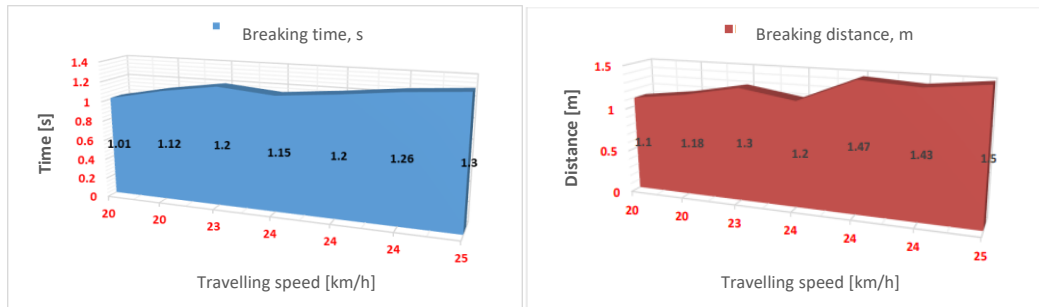 Breaking time, s
1.4
1.2
1
0.8
0.6
0.4
0.2
0
Time [s]
1.01 1.12 1.2 1.15 1.2 1.26 1.3
20 20 23 24 24 24 25
Travelling speed [km/h]
Breaking distance, m
1.5
1
0.5
0
Distance [m]
1.1 1.18 1.3 1.2 1.47 1.43 1.5
20 20 23 24 24 24 25
Travelling speed [km/h]